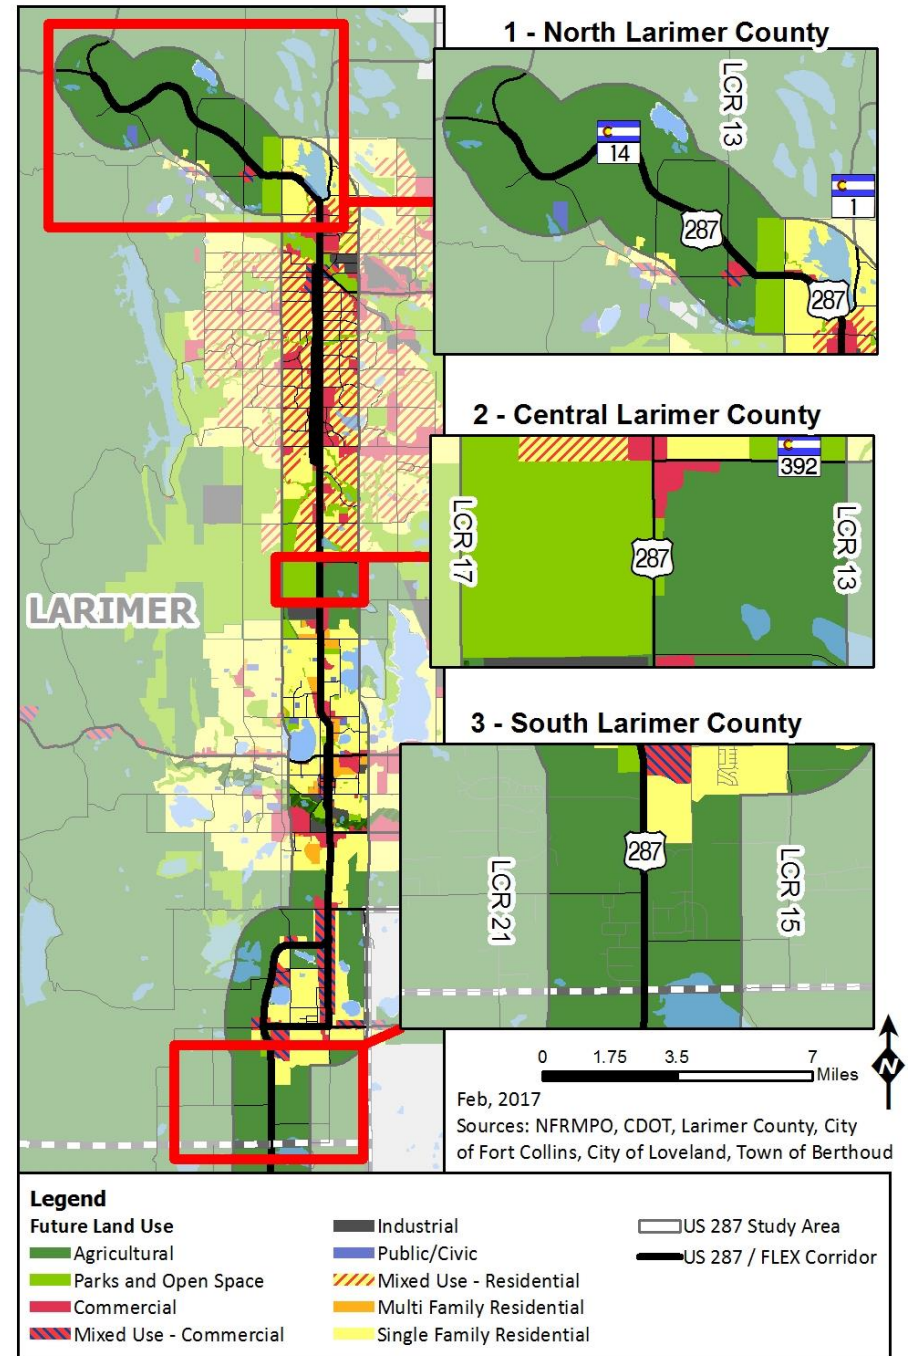 1 - North Larimer County
LCR 13
14
1
287
287
2 - Central Larimer County
392
LCR 17
287
LCR 13
LARIMER
3 - South Larimer County
287
LCR 21
LCR 15
0 1.75 3.5 7
Miles
N
Feb, 2017
Sources: NFRMPO, CDOT, Larimer County, City
of Fort Collins, City of Loveland, Town of Berthoud
Legend
Future Land Use
Agricultural
Parks and Open Space
Commercial
Mixed Use - Commercial
Industrial
Public/Civic
Mixed Use - Residential
Multi Family Residential
Single Family Residential
US 287 Study Area
US 287 / FLEX Corridor